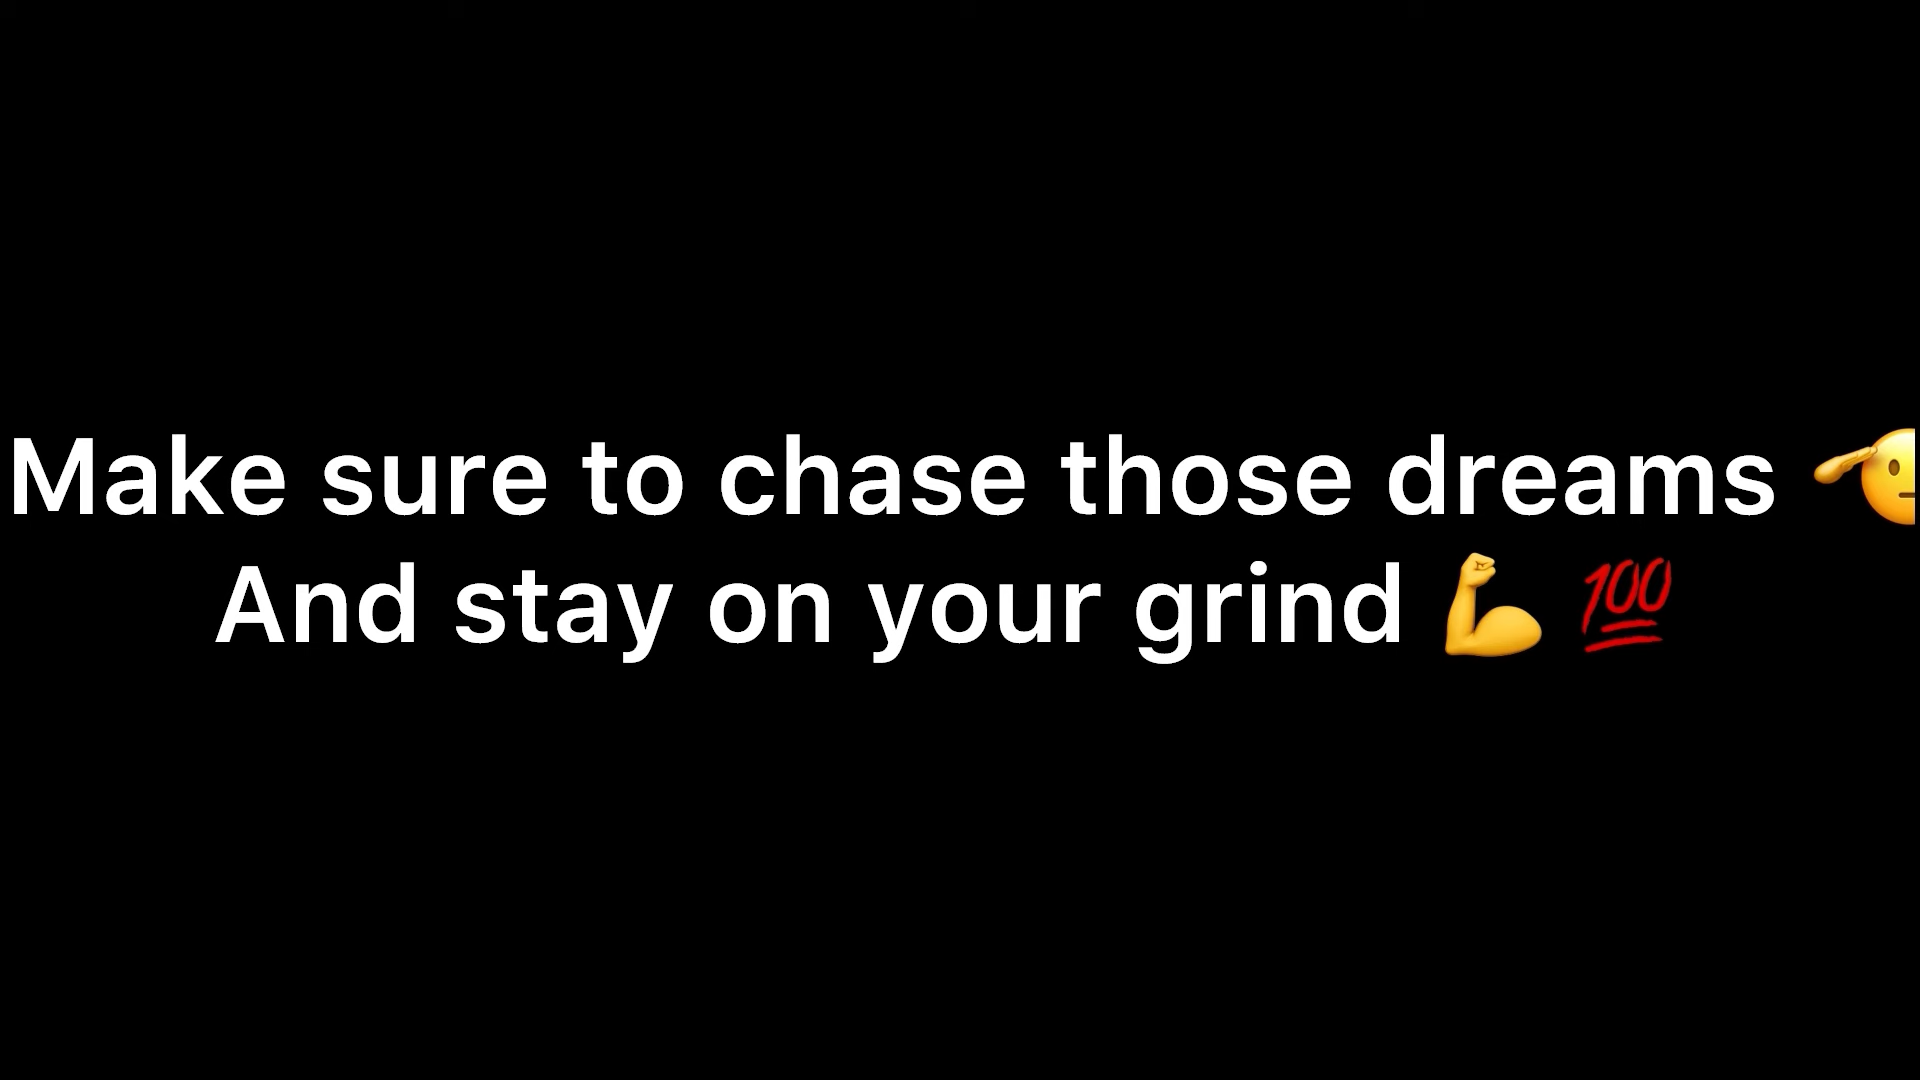 Make sure to chase those dreams 🫡
And stay on your grind 💪 💯